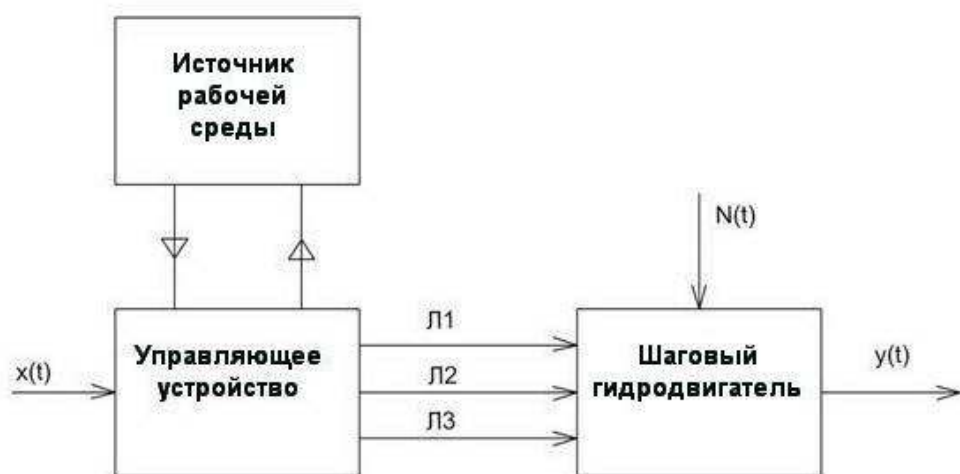 Источник
рабочей
среды
N(t)
x(t)
Управляющее
устройство
Л1
Л2
Л3
Шаговый
гидродвигатель
y(t)